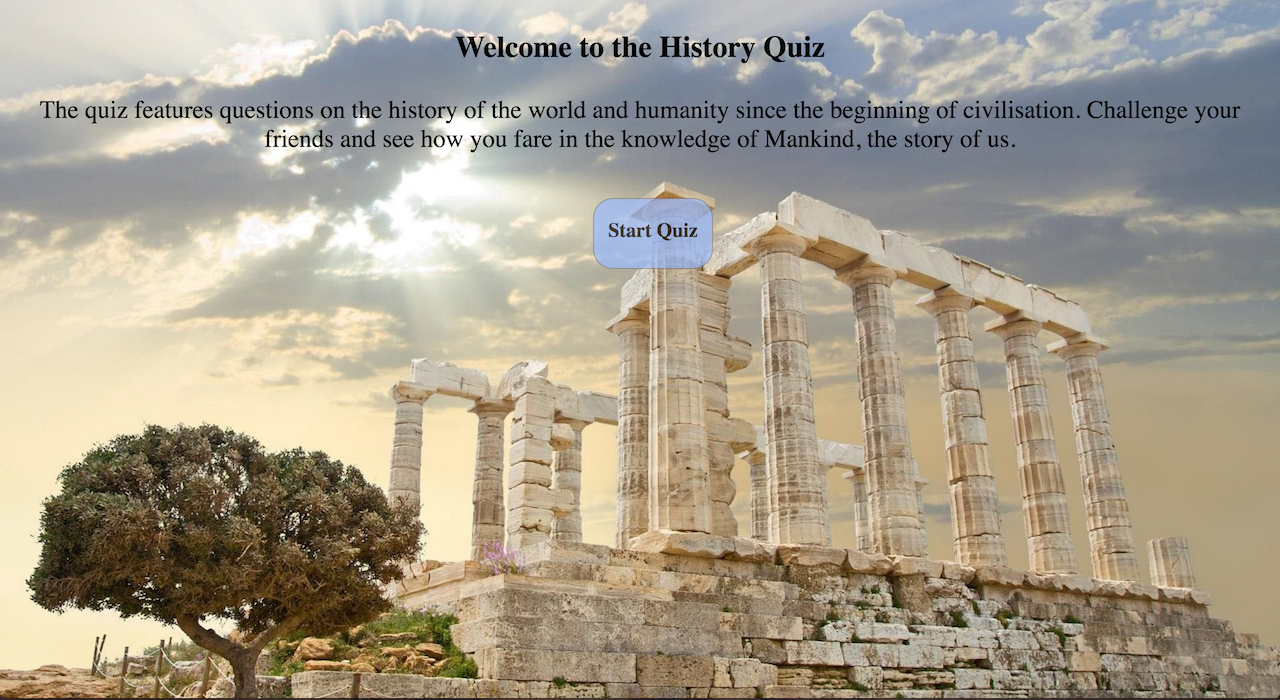 Welcome to the History Quiz
The quiz features questions on the history of the world and humanity since the beginning of civilisation. Challenge your
friends and see how you fare in the knowledge of Mankind, the story of us.
Start Quiz